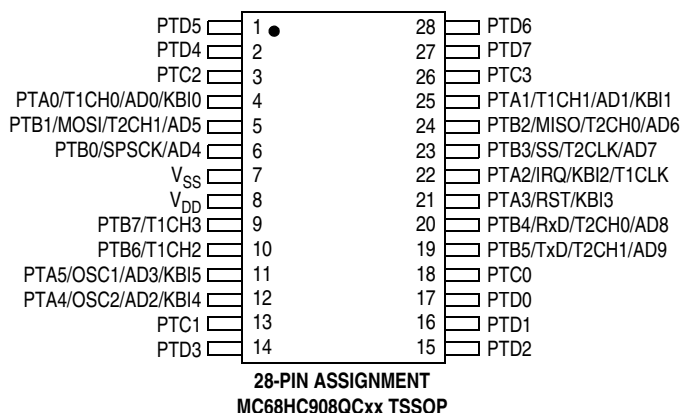 PTD5 1 28 PTD6
PTD4 2 27 PTD7
PTC2 3 26 PTC3
PTA0/T1CH0/AD0/KBI0 4 25 PTA1/T1CH1/AD1/KBI1
PTB1/MOSI/T2CH1/AD5 5 24 PTB2/MISO/T2CH0/AD6
PTB0/SPSCK/AD4 6 23 PTB3/SS/T2CLK/AD7
VSS 7 22 PTA2/IRQ/KBI2/T1CLK
VDD 8 21 PTA3/RST/KBI3
PTB7/T1CH3 9 20 PTB4/RxD/T2CH0/AD8
PTB6/T1CH2 10 19 PTB5/TxD/T2CH1/AD9
PTA5/OSC1/AD3/KBI5 11 18 PTC0
PTA4/OSC2/AD2/KBI4 12 17 PTD0
PTC1 13 16 PTD1
PTD3 14 15 PTD2
28-PIN ASSIGNMENT
MC68HC908QCxx TSSOP